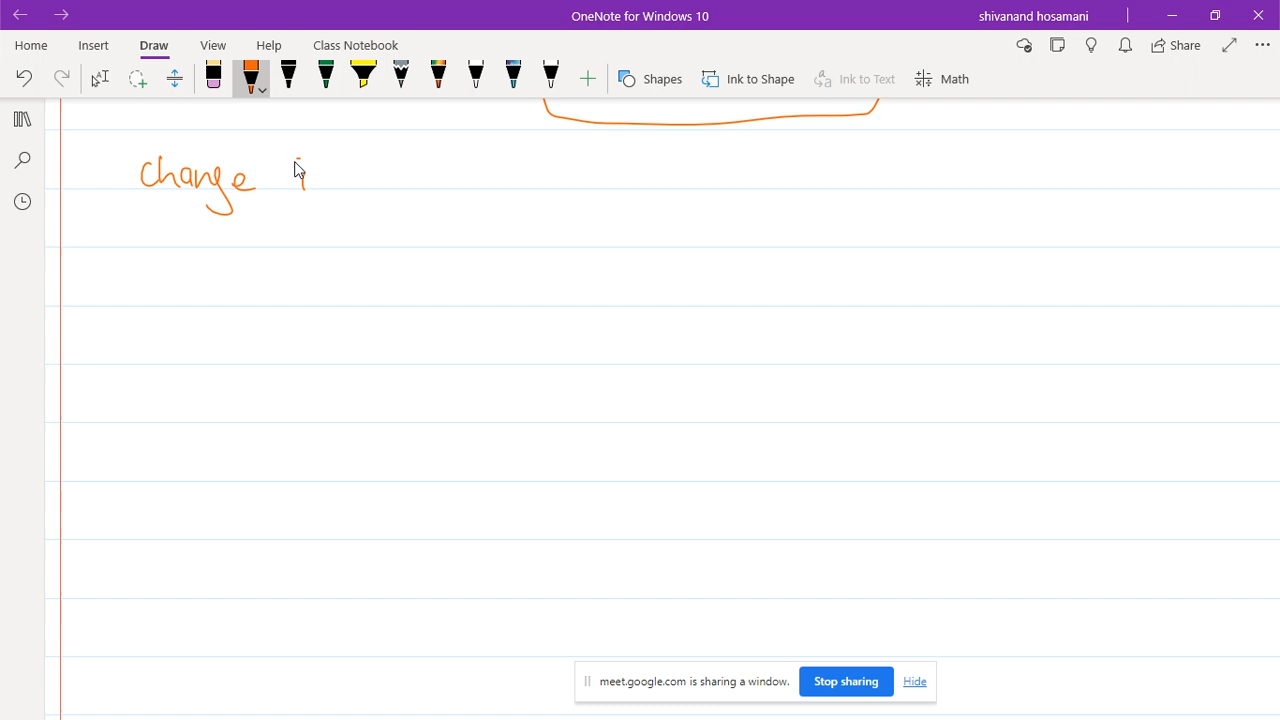 OneNote for Windows 10
shivanand hosamani
Home Insert Draw View Help Class Notebook
Share
Shapes Ink to Shape Ink to Text Math
change i
meet.google.com is sharing a window. Stop sharing Hide